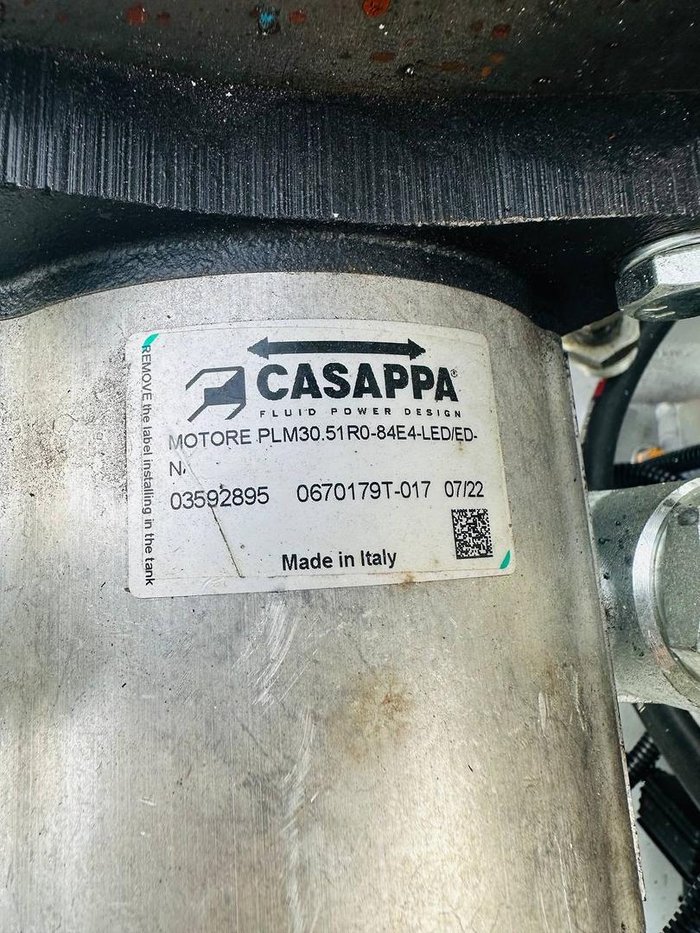 CASAPPA®
FLUID POWER DESIGN
MOTORE PLM30.51R0-84E4-LED/ED-
N
03592895 0670179T-017 07/22
Made in Italy
REMOVE the label installing in the tank